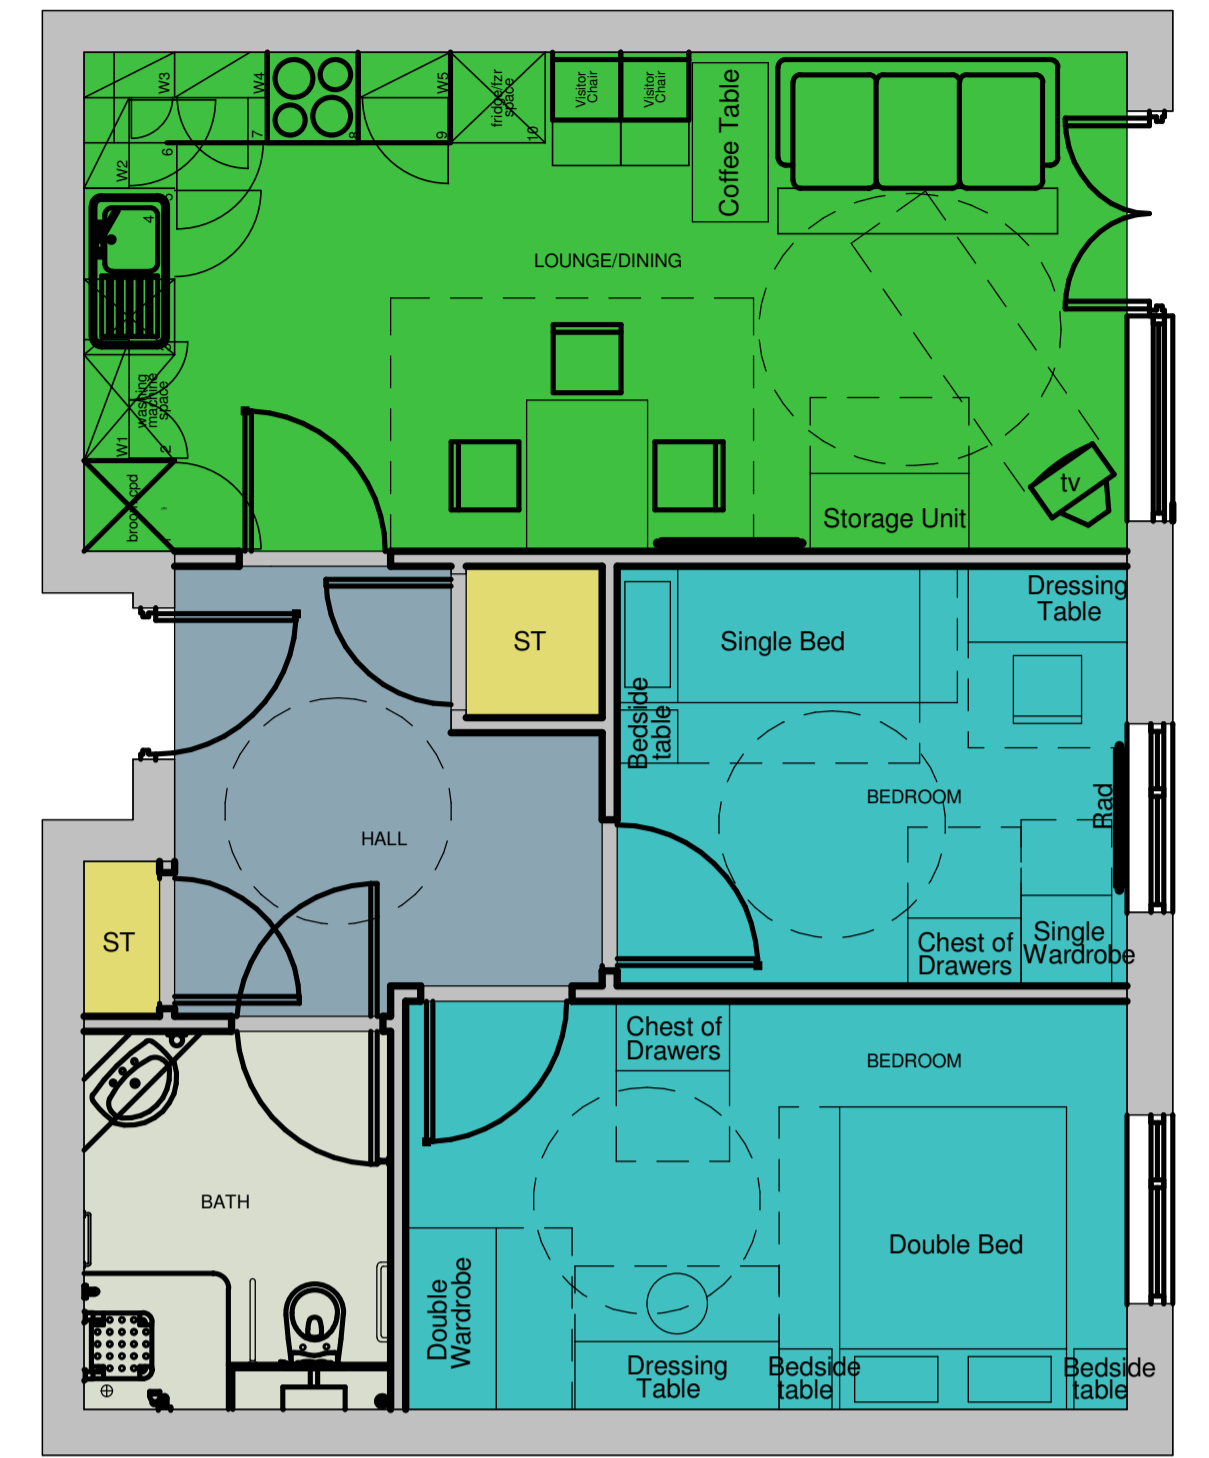 W3
W4
W5
fridge/fzr
space
10
Visitor
Chair
Visitor
Chair
Coffee Table
7
8
9
6
W2
5
4
LOUNGE/DINING
3
washing
machine
space
W1
2
broom cpd
1
tv
Storage Unit
ST
Single Bed
Dressing
Table
Bedside
table
BEDROOM
Rad
HALL
ST
Chest of
Drawers
Single
Wardrobe
Chest of
Drawers
BEDROOM
BATH
Double Bed
Double
Wardrobe
Dressing
Table
Bedside
table
Bedside
table